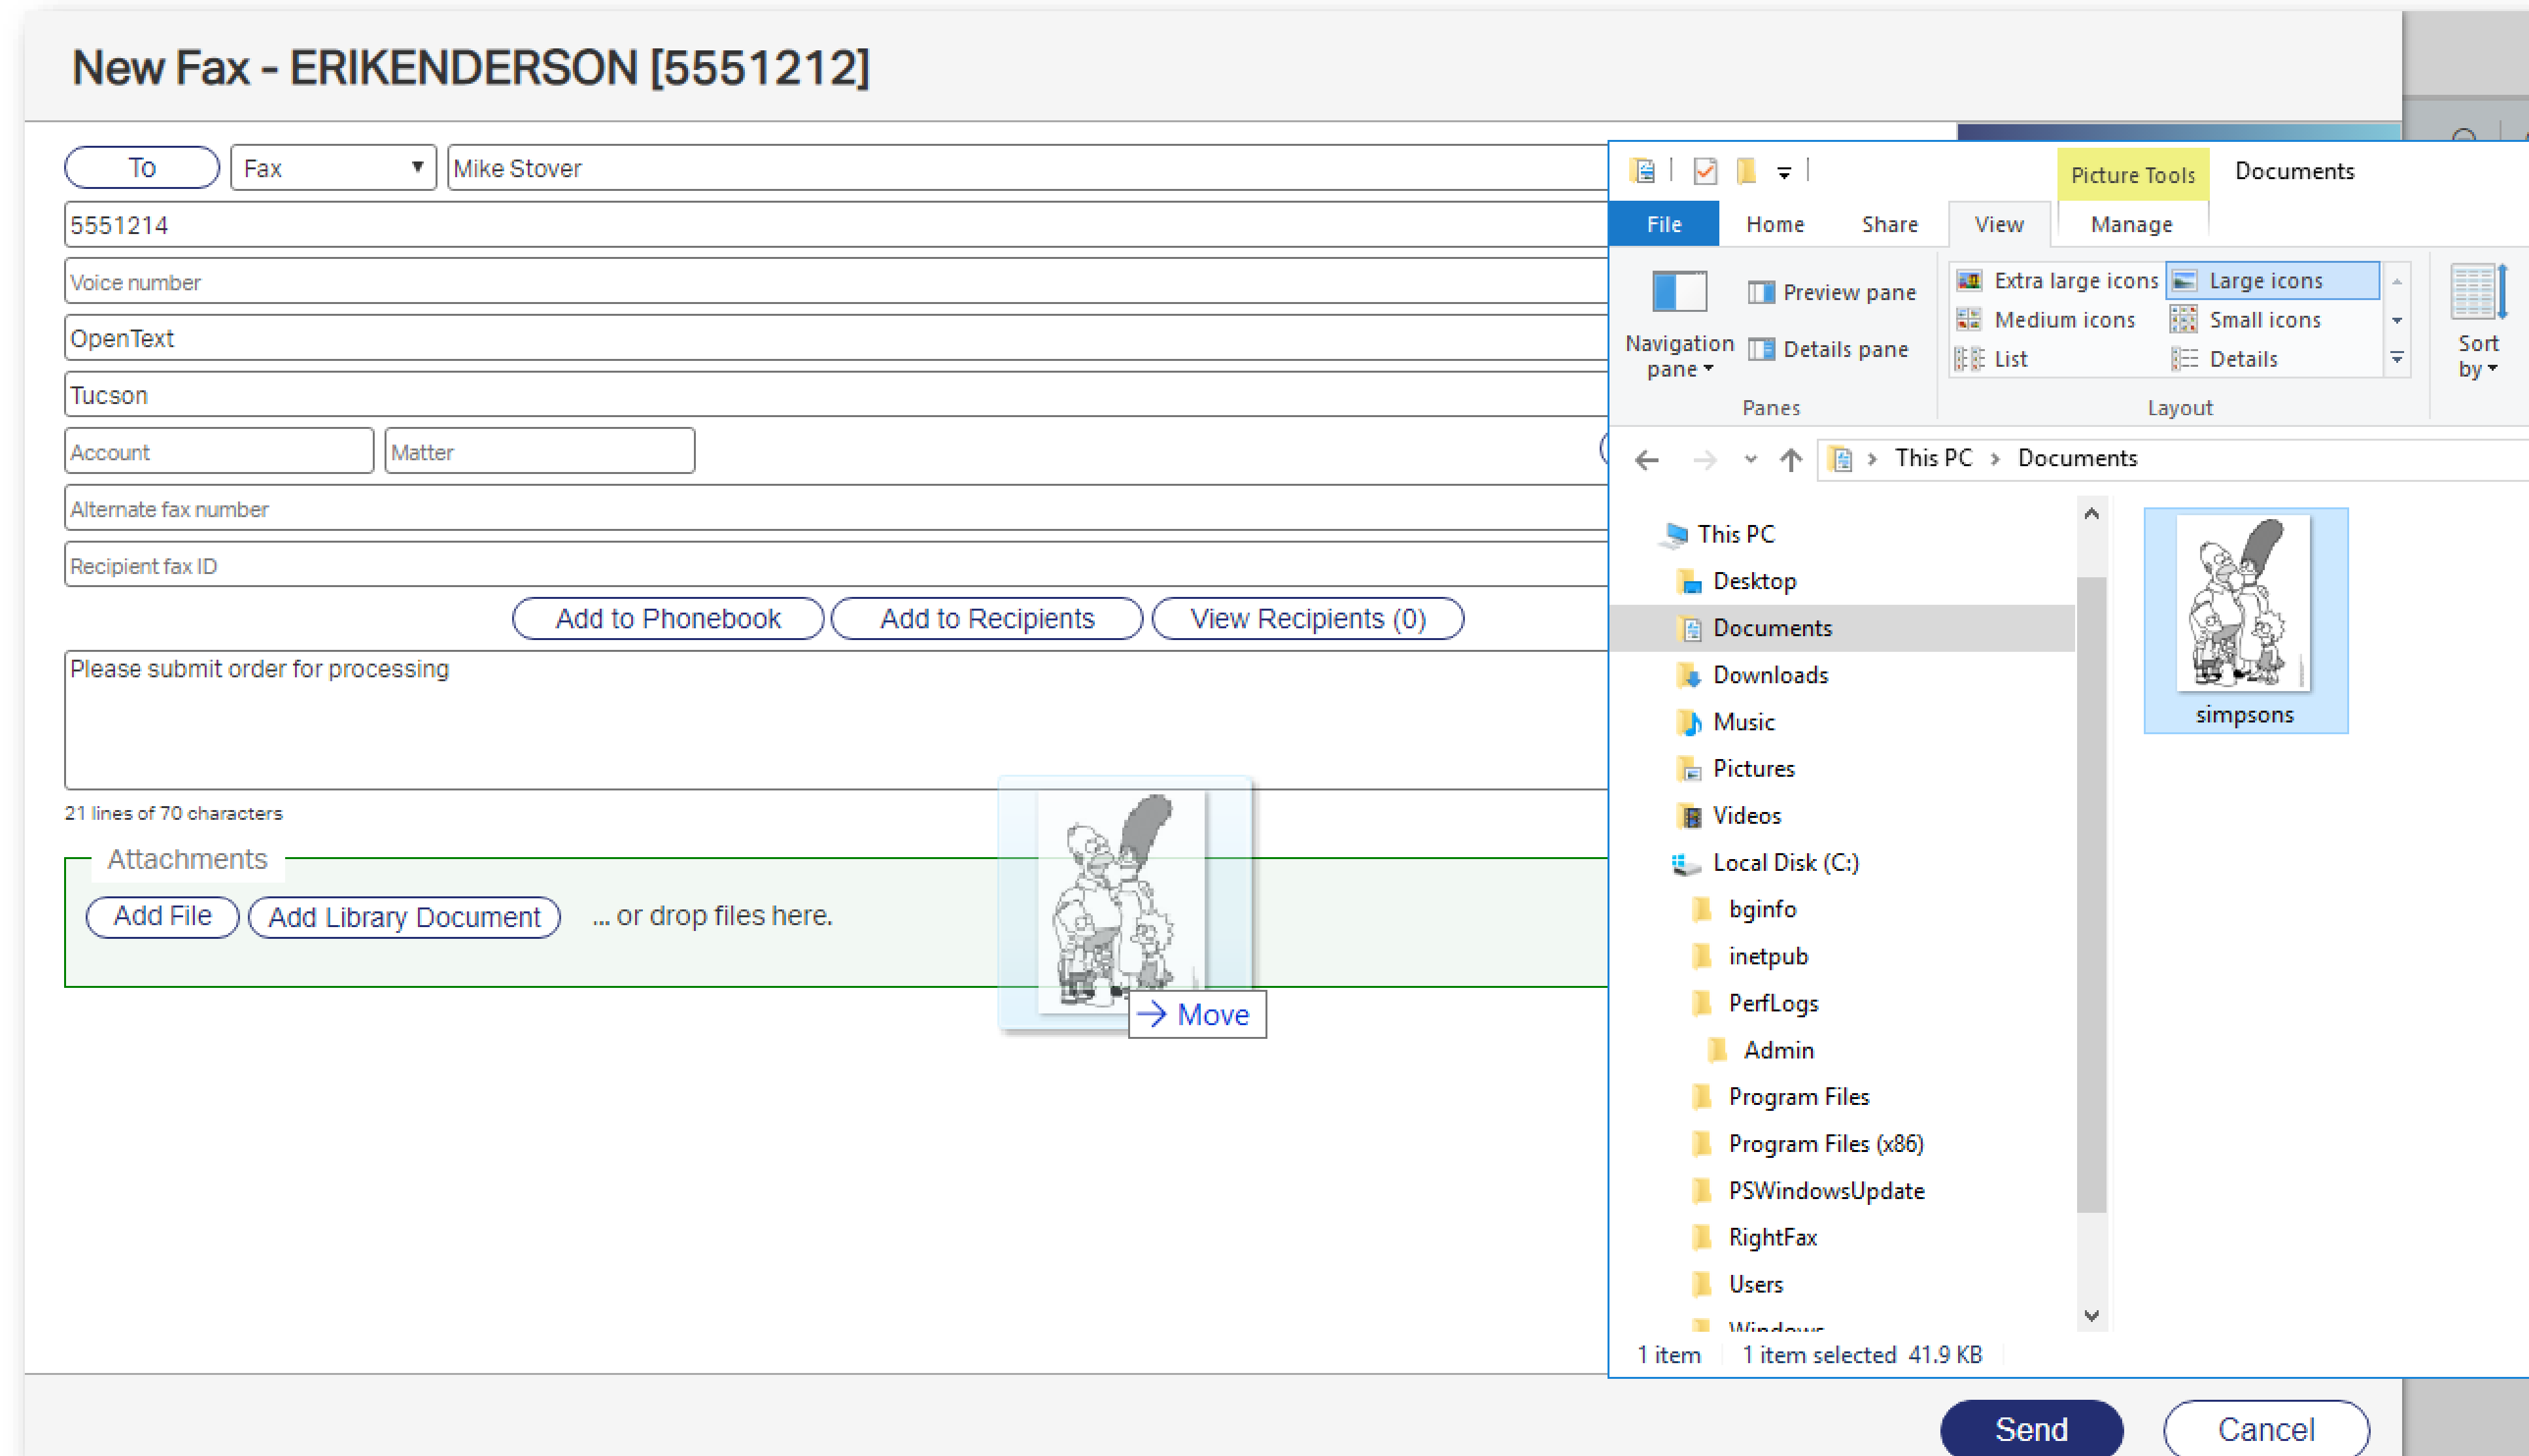 New Fax - ERIKENDERSON [5551212]
To
Fax
Mike Stover
5551214
Voice number
OpenText
Tucson
Account
Matter
Alternate fax number
Recipient fax ID
Add to Phonebook
Add to Recipients
View Recipients (0)
Please submit order for processing
21 lines of 70 characters
Attachments
Add File
Add Library Document
... or drop files here.
Move
Picture Tools
Documents
File
Home
Share
View
Manage
Navigation
pane
Preview pane
Details pane
Panes
Extra large icons
Large icons
Medium icons
Small icons
List
Details
Layout
Sort
by
This PC
Documents
This PC
Desktop
Documents
Downloads
Music
Pictures
Videos
Local Disk (C:)
bginfo
inetpub
PerfLogs
Admin
Program Files
Program Files (x86)
PSWindowsUpdate
RightFax
Users
Windows
simpsons
1 item
1 item selected 41.9 KB
Send
Cancel